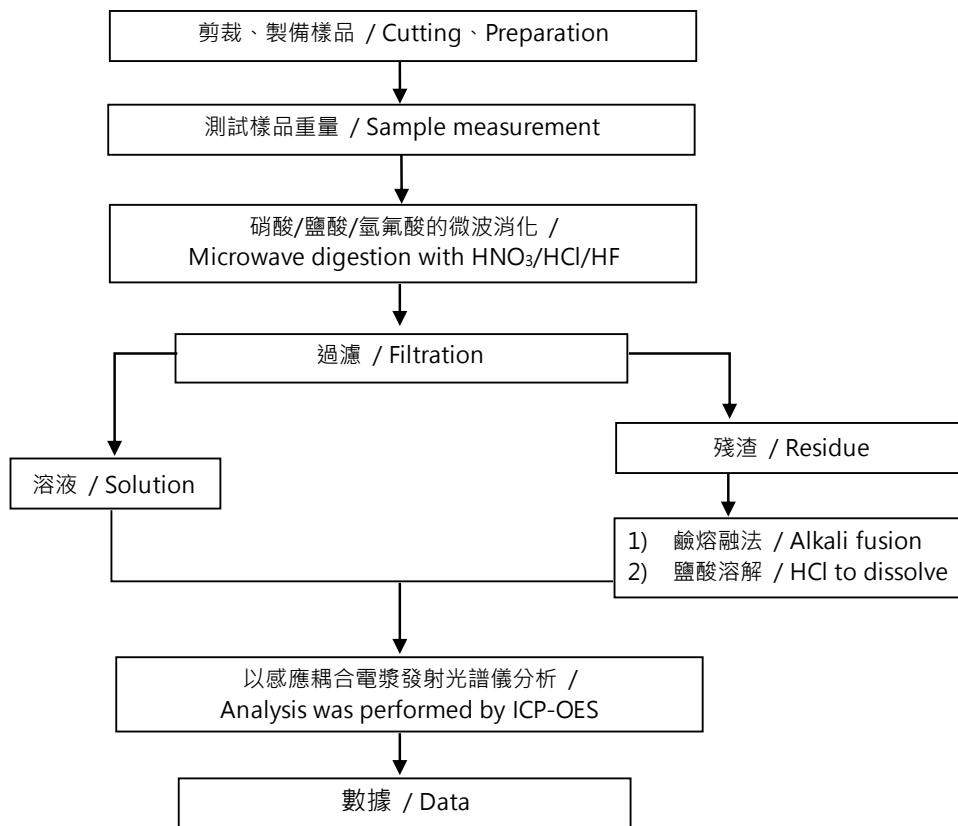 剪裁、製備樣品 / Cutting、Preparation
測試樣品重量 / Sample measurement
硝酸/鹽酸/氫氟酸的微波消化 /
Microwave digestion with HNO₃/HCl/HF
過濾 / Filtration
溶液 / Solution
殘渣 / Residue
1) 鹼熔融法 / Alkali fusion
2) 鹽酸溶解 / HCl to dissolve
以感應耦合電漿發射光譜儀分析 /
Analysis was performed by ICP-OES
數據 / Data